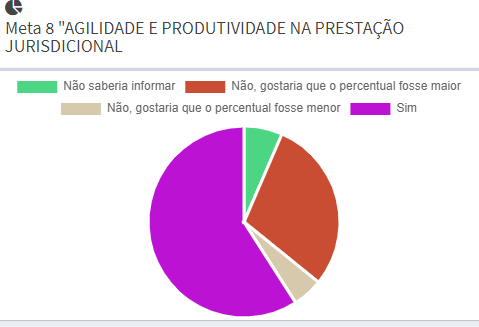 Meta 8 "AGILIDADE E PRODUTIVIDADE NA PRESTAÇÃO
JURISDICIONAL
Não saberia informar Não, gostaria que o percentual fosse maior
Não, gostaria que o percentual fosse menor Sim